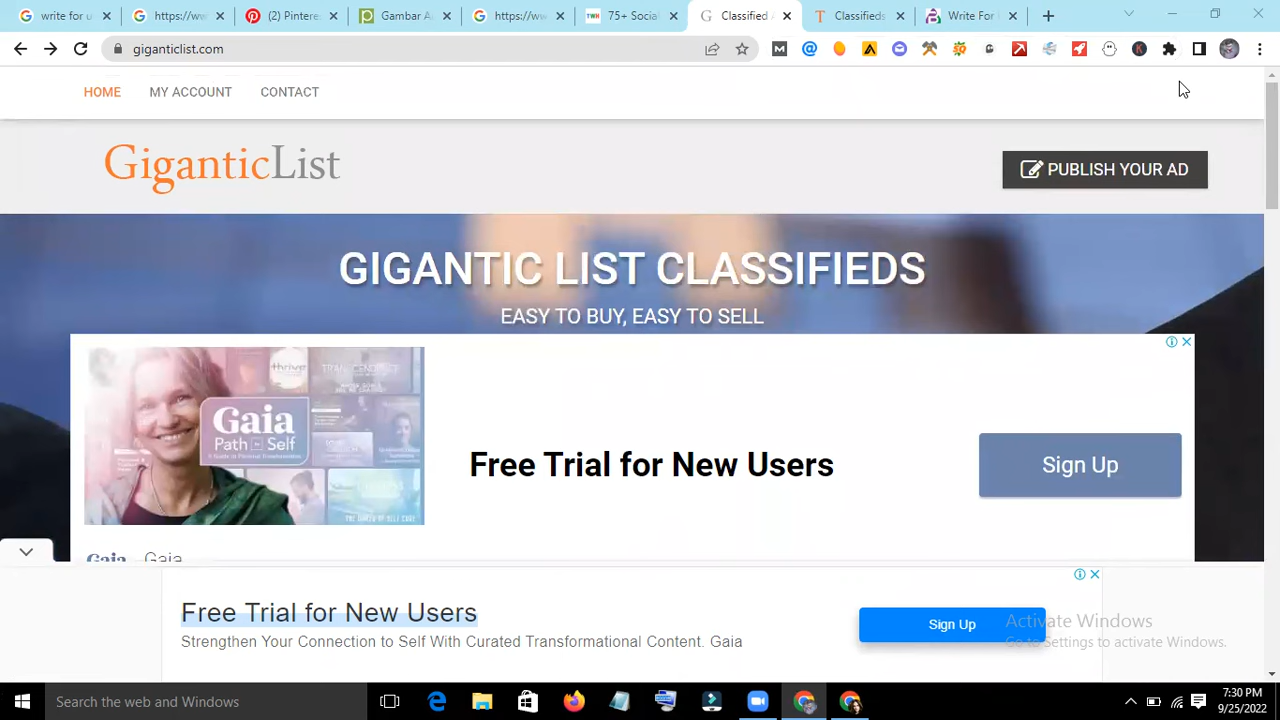 write for u
https://www
(2) Pinteres
Gambar A
https://www
75+ Social
Classified A
Classifieds
Write For
giganticlist.com
HOME MY ACCOUNT CONTACT
GiganticList
PUBLISH YOUR AD
GIGANTIC LIST CLASSIFIEDS
EASY TO BUY, EASY TO SELL
Gaia
Path to Self
Free Trial for New Users
Sign Up
Gaia Gaia
Free Trial for New Users
Strengthen Your Connection to Self With Curated Transformational Content. Gaia
Sign Up
Activate Windows
Go to Settings to activate Windows.
Search the web and Windows
7:30 PM
9/25/2022